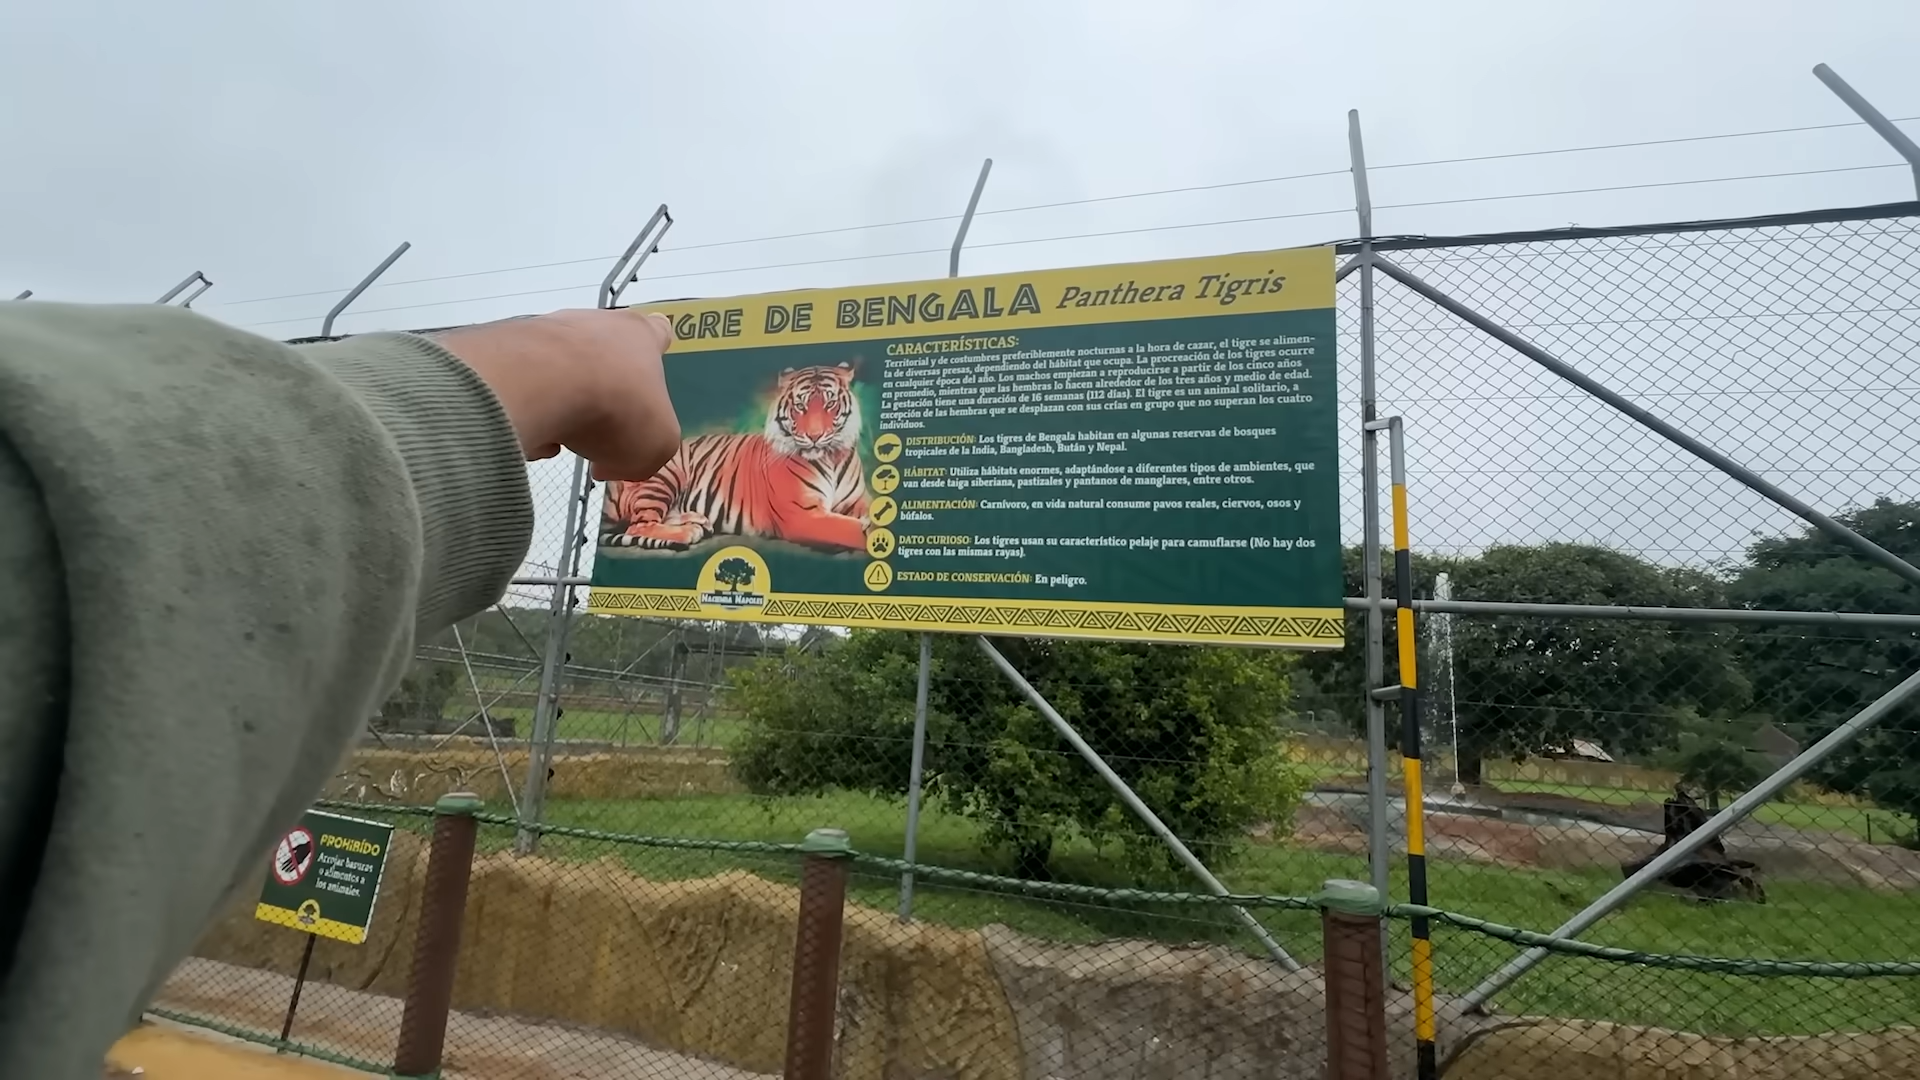 IGRE DE BENGALA Panthera Tigris
CARACTERÍSTICAS:
Territorial y de costumbres preferiblemente nocturnas a la hora de cazar, el tigre se alimen-
ta de diversas presas, dependiendo del hábitat que ocupa. La procreación de los tigres ocurre
en cualquier época del año. Los machos empiezan a reproducirse a partir de los cinco años
en promedio, mientras que las hembras lo hacen alrededor de los tres años y medio de edad.
La gestación tiene una duración de 16 semanas (112 días). El tigre es un animal solitario, a
excepción de las hembras que se desplazan con sus crías en grupo que no superan los cuatro
individuos.
DISTRIBUCIÓN: Los tigres de Bengala habitan en algunas reservas de bosques
tropicales de la India, Bangladesh, Bután y Nepal.
HÁBITAT: Utiliza hábitats enormes, adaptándose a diferentes tipos de ambientes, que
van desde taiga siberiana, pastizales y pantanos de manglares, entre otros.
ALIMENTACIÓN: Carnívoro, en vida natural consume pavos reales, ciervos, osos y
búfalos.
DATO CURIOSO: Los tigres usan su característico pelaje para camuflarse (No hay dos
tigres con las mismas rayas).
ESTADO DE CONSERVACIÓN: En peligro.
HACIENDA NAPOLES
PROHIBÍDO
Arrojar basuras
o alimentos a
los animales.